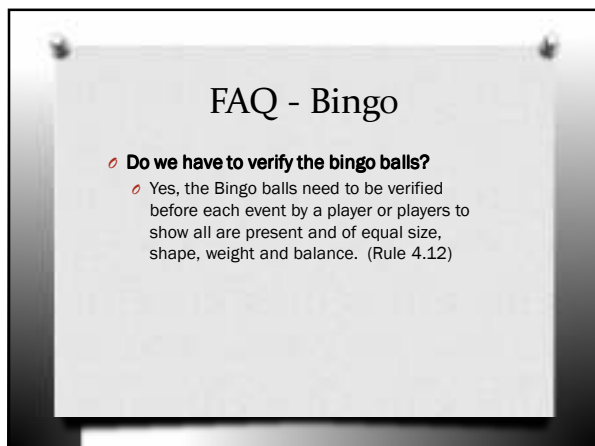 FAQ - Bingo
Do we have to verify the bingo balls?
Yes, the Bingo balls need to be verified
before each event by a player or players to
show all are present and of equal size,
shape, weight and balance.  (Rule 4.12)